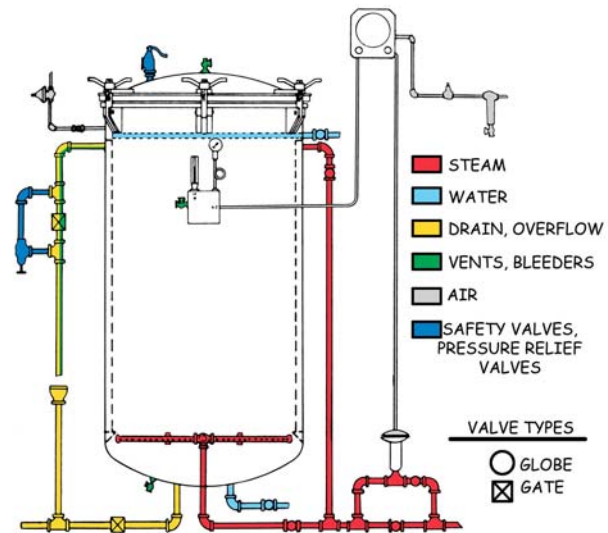 STEAM
WATER
DRAIN, OVERFLOW
VENTS, BLEEDERS
AIR
SAFETY VALVES,
PRESSURE RELIEF
VALVES
VALVE TYPES
GLOBE
GATE